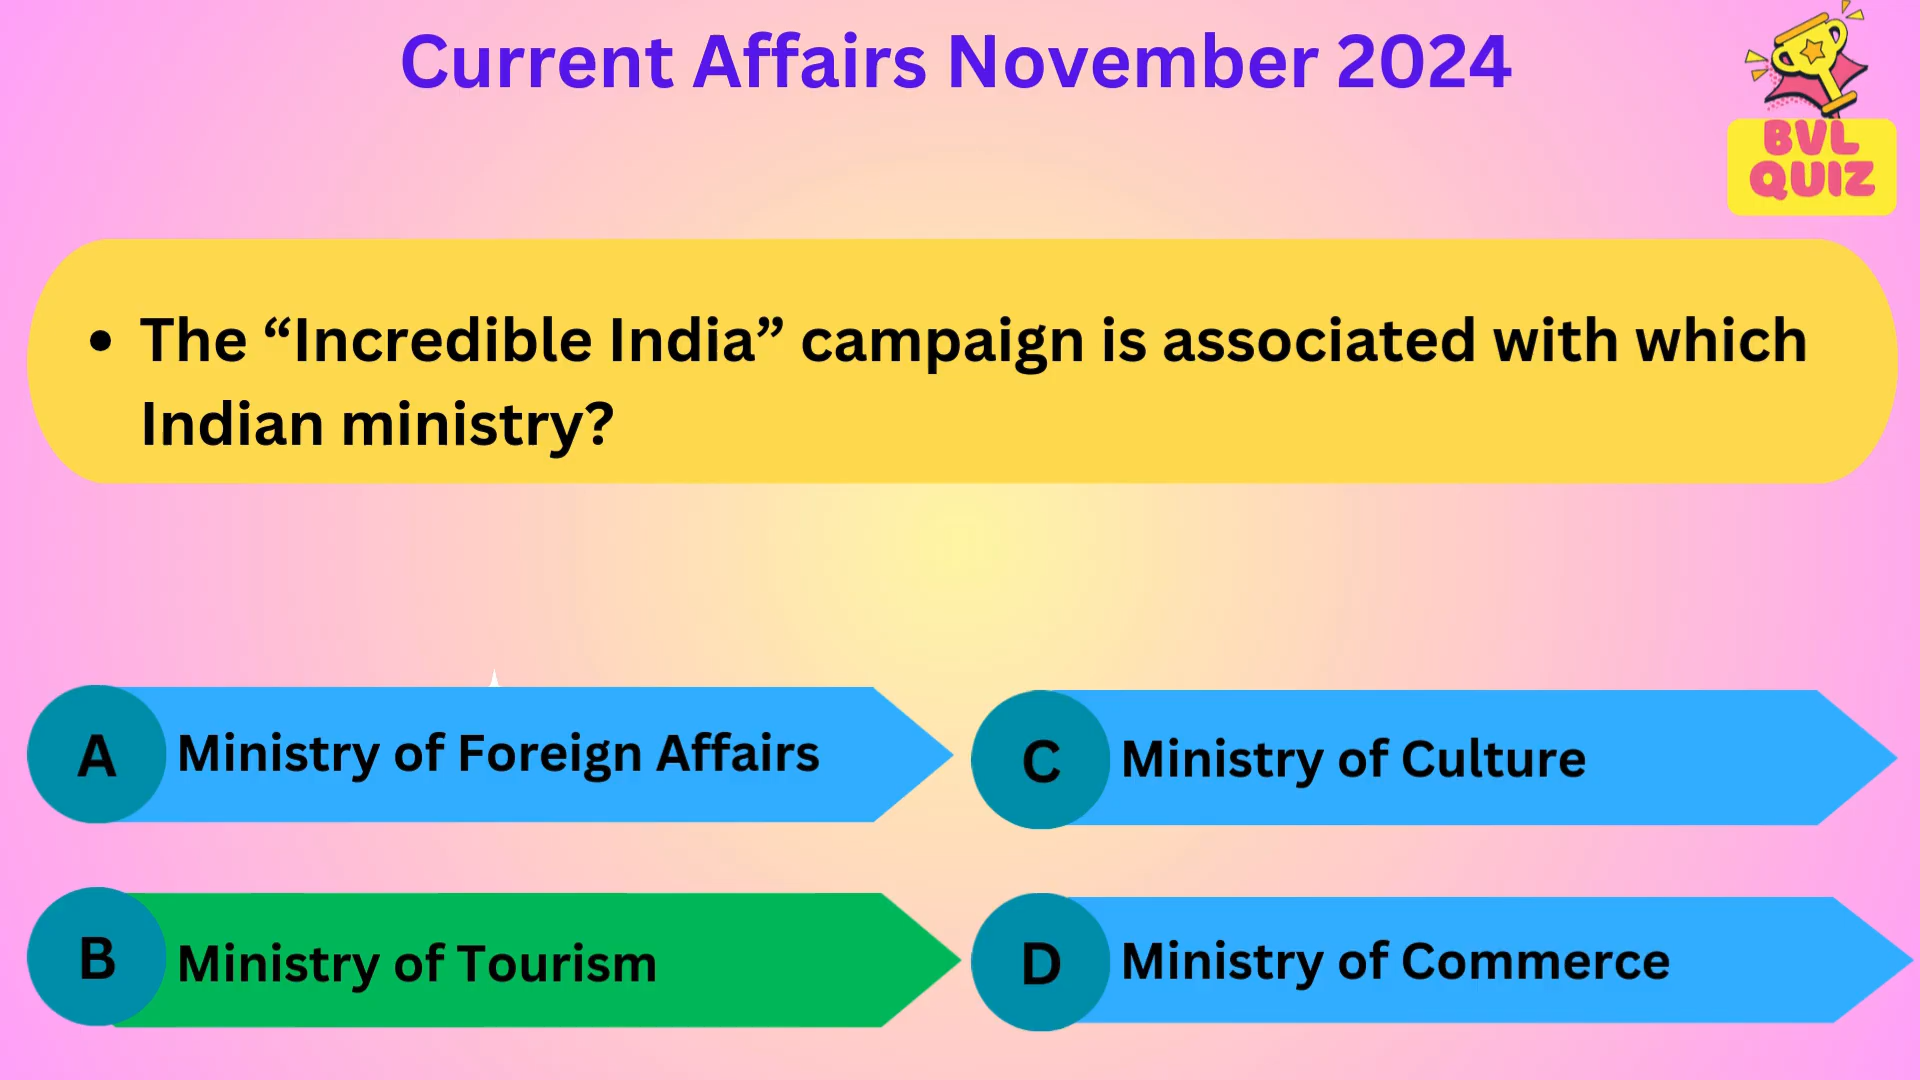 Current Affairs November 2024
BVL
QUIZ
• The “Incredible India” campaign is associated with which
Indian ministry?
A Ministry of Foreign Affairs
B Ministry of Tourism
C Ministry of Culture
D Ministry of Commerce